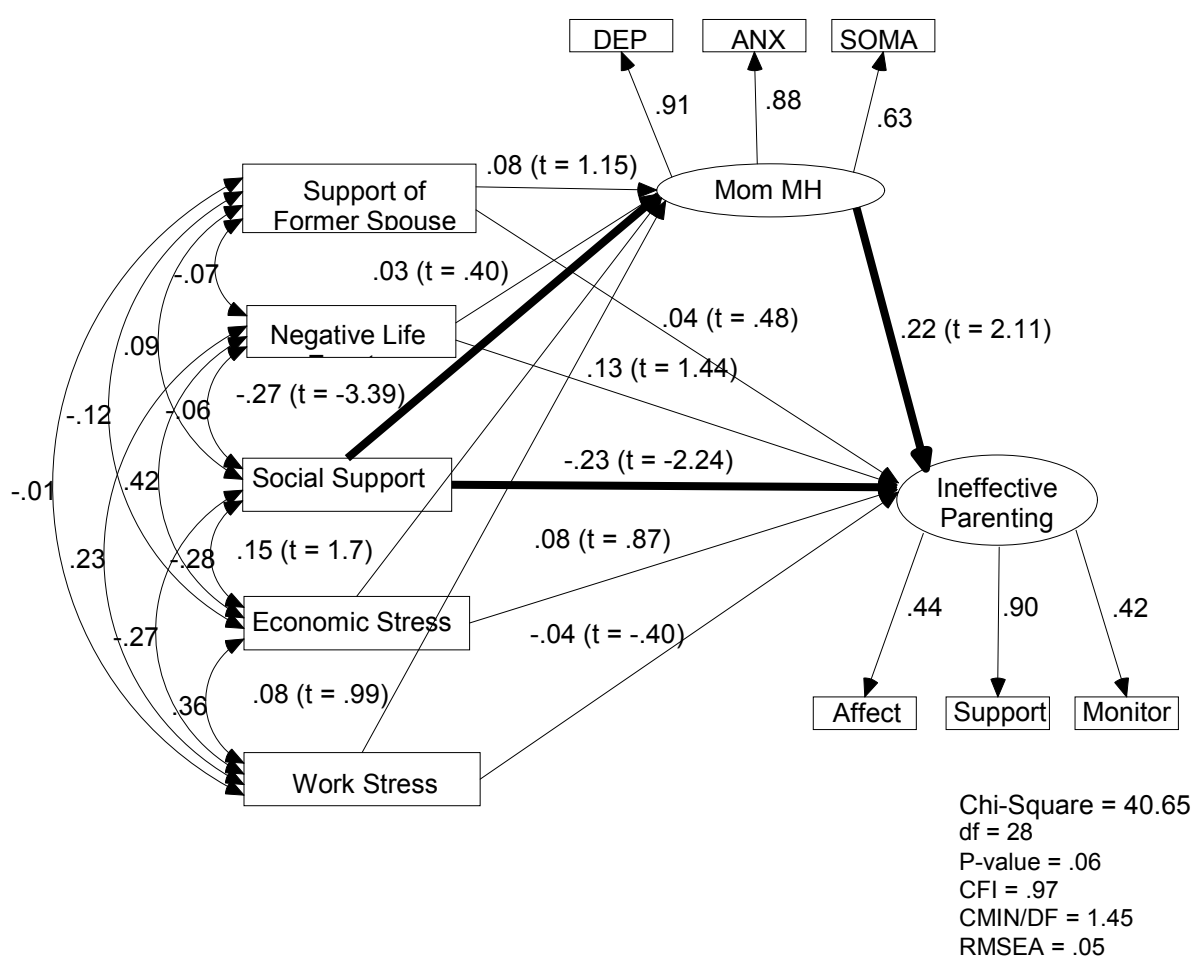 DEP
ANX
SOMA
.91
.88
.63
.08 (t = 1.15)
Support of
Former Spouse
Mom MH
-.07
.03 (t = .40)
.04 (t = .48)
.22 (t = 2.11)
Negative Life
.09
.13 (t = 1.44)
-.27 (t = -3.39)
-.06
-.12
-.23 (t = -2.24)
Social Support
-.01
.42
Ineffective
Parenting
.15 (t = 1.7)
.08 (t = .87)
.23
-.28
.44
.90
.42
Economic Stress
-.04 (t = -.40)
-.27
.08 (t = .99)
.36
Affect
Support
Monitor
Work Stress
Chi-Square = 40.65
df = 28
P-value = .06
CFI = .97
CMIN/DF = 1.45
RMSEA = .05